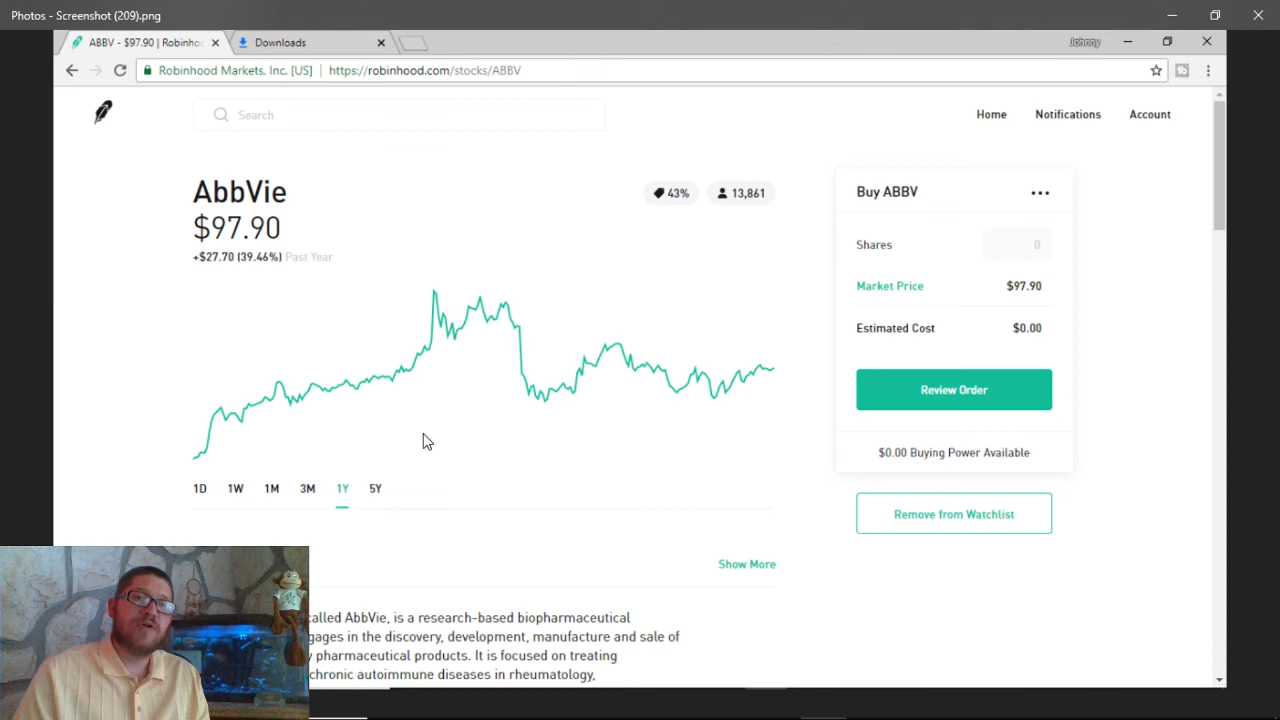 Photos - Screenshot (209).png
ABBV - $97.90 | Robinho
Downloads
Johnny
Robinhood Markets, Inc. [US]
https://robinhood.com/stocks/ABBV
Search
Home
Notifications
Account
AbbVie
43%
13,861
$97.90
+$27.70 (39.46%) Past Year
Buy ABBV
Shares
0
Market Price
$97.90
Estimated Cost
$0.00
Review Order
$0.00 Buying Power Available
Remove from Watchlist
1D 1W 1M 3M 1Y 5Y
Show More
called AbbVie, is a research-based biopharmaceutical
gages in the discovery, development, manufacture and sale of
pharmaceutical products. It is focused on treating
chronic autoimmune diseases in rheumatology,